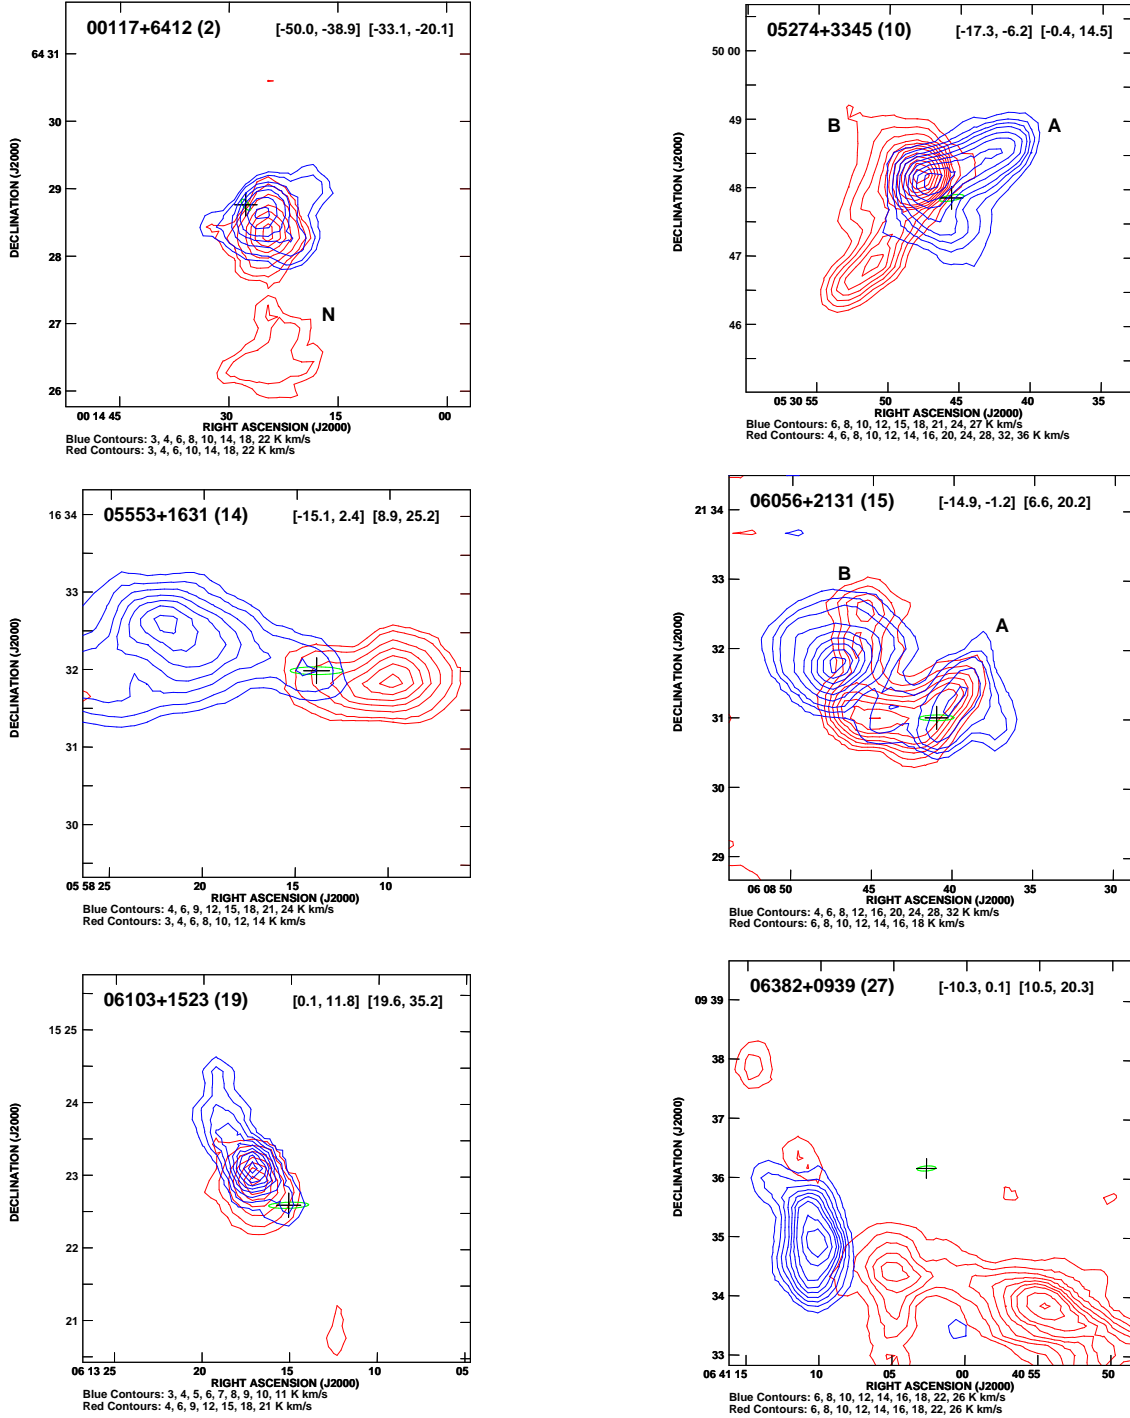 00117+6412 (2) [-50.0, -38.9] [-33.1, -20.1]
64 31
30
29
28
27
26
DECLINATION (J2000)
N
00 14 45 30 15 00
RIGHT ASCENSION (J2000)
Blue Contours: 3, 4, 6, 8, 10, 14, 18, 22 K km/s
Red Contours: 3, 4, 6, 10, 14, 18, 22 K km/s
05274+3345 (10) [-17.3, -6.2] [-0.4, 14.5]
50 00
49
48
47
46
DECLINATION (J2000)
B
A
05 30 55 50 45 40 35
RIGHT ASCENSION (J2000)
Blue Contours: 6, 8, 10, 12, 15, 18, 21, 24, 27 K km/s
Red Contours: 4, 6, 8, 10, 12, 14, 16, 20, 24, 28, 32, 36 K km/s
05553+1631 (14) [-15.1, 2.4] [8.9, 25.2]
16 34
33
32
31
30
DECLINATION (J2000)
05 58 25 20 15 10
RIGHT ASCENSION (J2000)
Blue Contours: 4, 6, 9, 12, 15, 18, 21, 24 K km/s
Red Contours: 3, 4, 6, 8, 10, 12, 14 K km/s
06056+2131 (15) [-14.9, -1.2] [6.6, 20.2]
21 34
33
32
31
30
29
DECLINATION (J2000)
B
A
06 08 50 45 40 35 30
RIGHT ASCENSION (J2000)
Blue Contours: 4, 6, 8, 12, 16, 20, 24, 28, 32 K km/s
Red Contours: 6, 8, 10, 12, 14, 16, 18 K km/s
06103+1523 (19) [0.1, 11.8] [19.6, 35.2]
15 25
24
23
22
21
DECLINATION (J2000)
06 13 25 20 15 10 05
RIGHT ASCENSION (J2000)
Blue Contours: 3, 4, 5, 6, 7, 8, 9, 10, 11 K km/s
Red Contours: 4, 6, 9, 12, 15, 18, 21 K km/s
06382+0939 (27) [-10.3, 0.1] [10.5, 20.3]
09 39
38
37
36
35
34
33
DECLINATION (J2000)
06 41 15 10 05 00 40 55 50
RIGHT ASCENSION (J2000)
Blue Contours: 6, 8, 10, 12, 14, 16, 18, 22, 26 K km/s
Red Contours: 6, 8, 10, 12, 14, 16, 18, 22, 26 K km/s